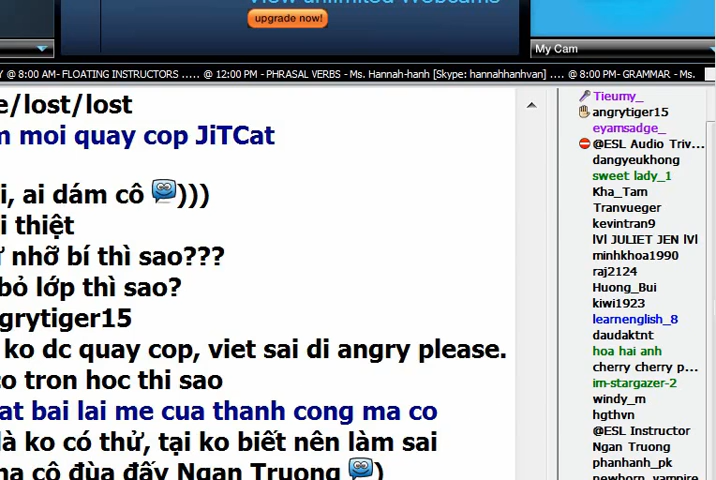 view unlimited webcams
upgrade now!
My Cam
@ 8:00 AM- FLOATING INSTRUCTORS ..... @ 12:00 PM - PHRASAL VERBS - Ms. Hannah-hanh [Skype: hannahhanhvan] .... @ 8:00 PM- GRAMMAR - Ms.
e/lost/lost
m moi quay cop JiTCat
i, ai dám cô )))
i thiệt
ử nhỡ bí thì sao???
bỏ lớp thì sao?
grytiger15
ko dc quay cop, viet sai di angry please.
co tron hoc thi sao
at bai lai me cua thanh cong ma co
là ko có thử, tại ko biết nên làm sai
ha cô đùa đấy Ngan Truong )
Tieumy_
angrytiger15
eyamsadge_
@ESL Audio Triv...
dangyeukhong
sweet lady_1
Kha_Tam
Tranvueger
kevintran9
lVl JULIET JEN lVl
minhkhoa1990
raj2124
Huong_Bui
kiwi1923
learnenglish_8
daudaktnt
hoa hai anh
cherry cherry p...
im-stargazer-2
windy_m
hgthvn
@ESL Instructor
Ngan Truong
phanhanh_pk
newborn_vampire